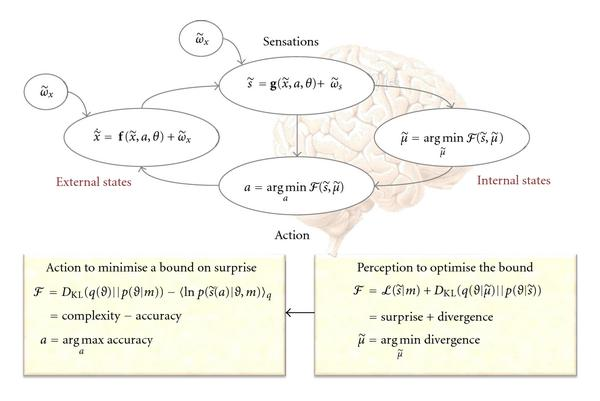 ω̃ₓ
Sensations
s̃ = g(x̃, a, θ) + ω̃ₛ
ω̃ₓ
x̃̇ = f(x̃, a, θ) + ω̃ₓ
μ̃ = arg min ℱ(s̃, μ̃)
μ̃
External states
a = arg min ℱ(s̃, μ̃)
a
Internal states
Action
Action to minimise a bound on surprise
ℱ = D_KL(q(ϑ)||p(ϑ|m)) − ⟨ln p(s̃(a)|ϑ, m)⟩_q
= complexity − accuracy
a = arg max accuracy
a
Perception to optimise the bound
ℱ = ℒ(s̃|m) + D_KL(q(ϑ|μ̃)||p(ϑ|s̃))
= surprise + divergence
μ̃ = arg min divergence
μ̃